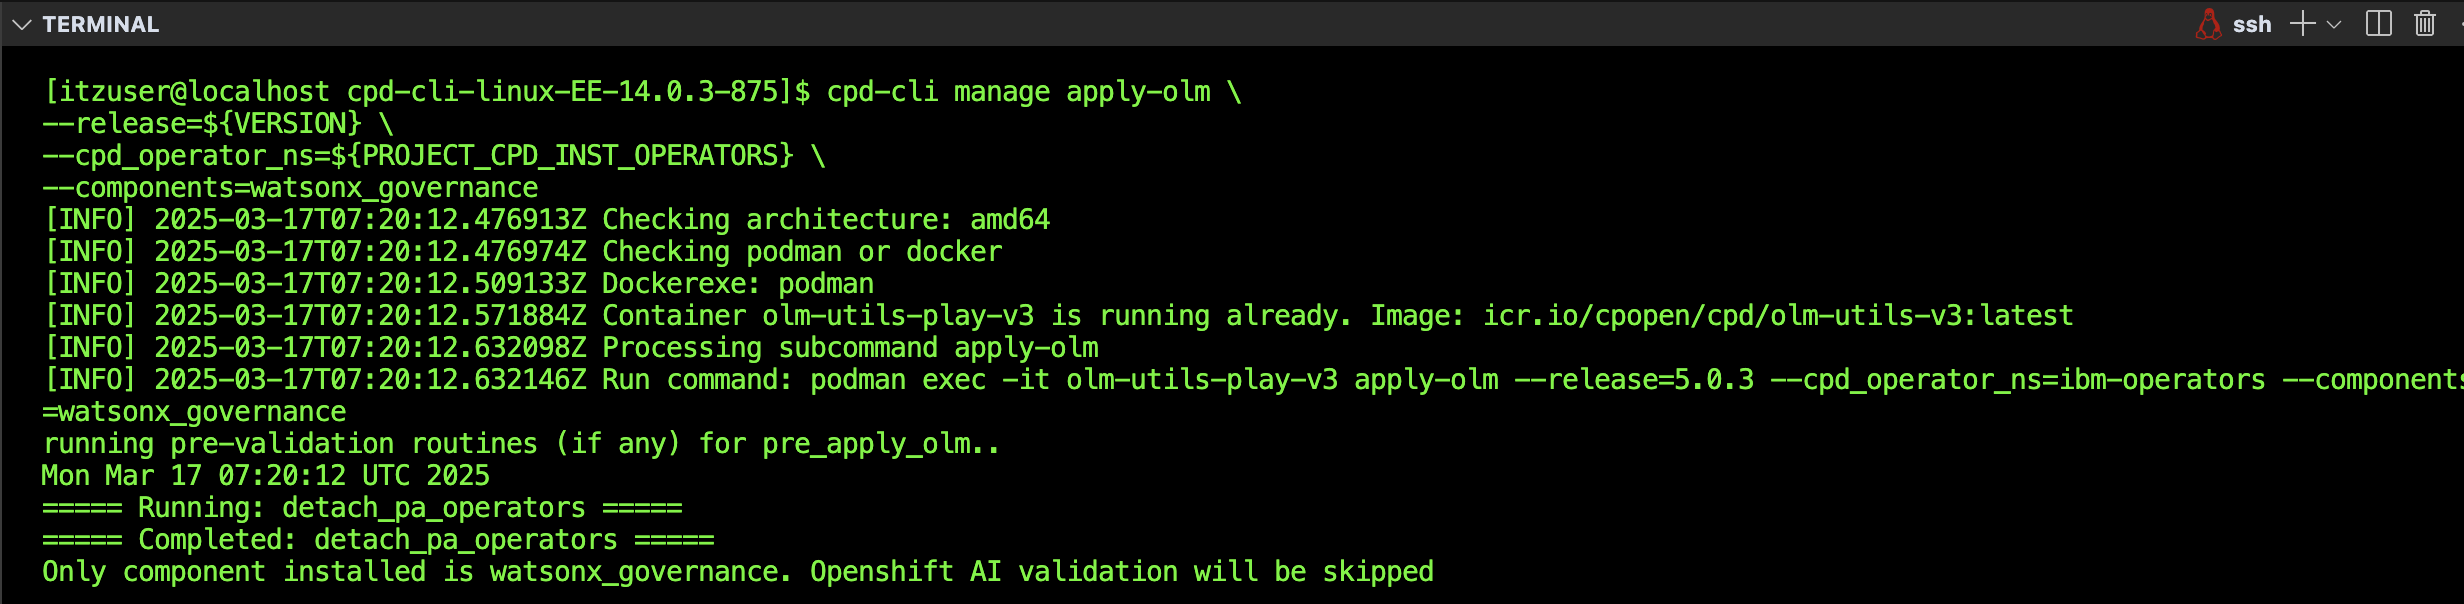 TERMINAL
ssh
[itzuser@localhost cpd-cli-linux-EE-14.0.3-875]$ cpd-cli manage apply-olm \
--release=${VERSION} \
--cpd_operator_ns=${PROJECT_CPD_INST_OPERATORS} \
--components=watsonx_governance
[INFO] 2025-03-17T07:20:12.476913Z Checking architecture: amd64
[INFO] 2025-03-17T07:20:12.476974Z Checking podman or docker
[INFO] 2025-03-17T07:20:12.509133Z Dockerexe: podman
[INFO] 2025-03-17T07:20:12.571884Z Container olm-utils-play-v3 is running already. Image: icr.io/cpopen/cpd/olm-utils-v3:latest
[INFO] 2025-03-17T07:20:12.632098Z Processing subcommand apply-olm
[INFO] 2025-03-17T07:20:12.632146Z Run command: podman exec -it olm-utils-play-v3 apply-olm --release=5.0.3 --cpd_operator_ns=ibm-operators --components
=watsonx_governance
running pre-validation routines (if any) for pre_apply_olm..
Mon Mar 17 07:20:12 UTC 2025
===== Running: detach_pa_operators =====
===== Completed: detach_pa_operators =====
Only component installed is watsonx_governance. Openshift AI validation will be skipped